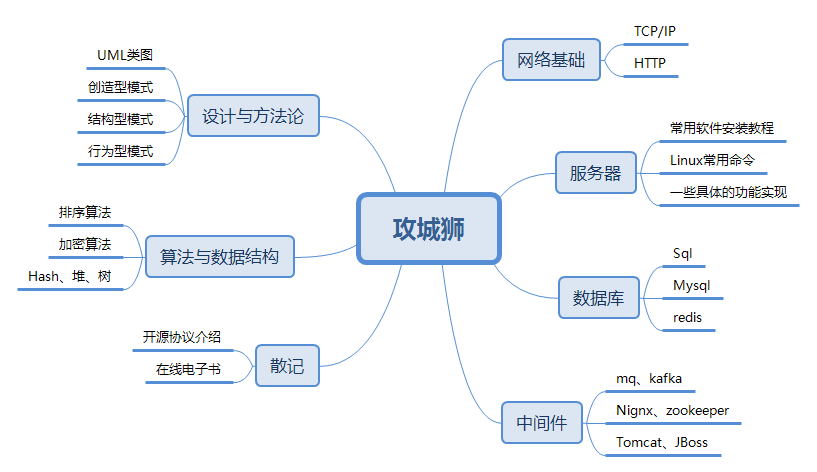 攻城狮
网络基础
TCP/IP
HTTP
服务器
常用软件安装教程
Linux常用命令
一些具体的功能实现
数据库
Sql
Mysql
redis
中间件
mq、kafka
Nignx、zookeeper
Tomcat、JBoss
设计与方法论
UML类图
创造型模式
结构型模式
行为型模式
算法与数据结构
排序算法
加密算法
Hash、堆、树
散记
开源协议介绍
在线电子书